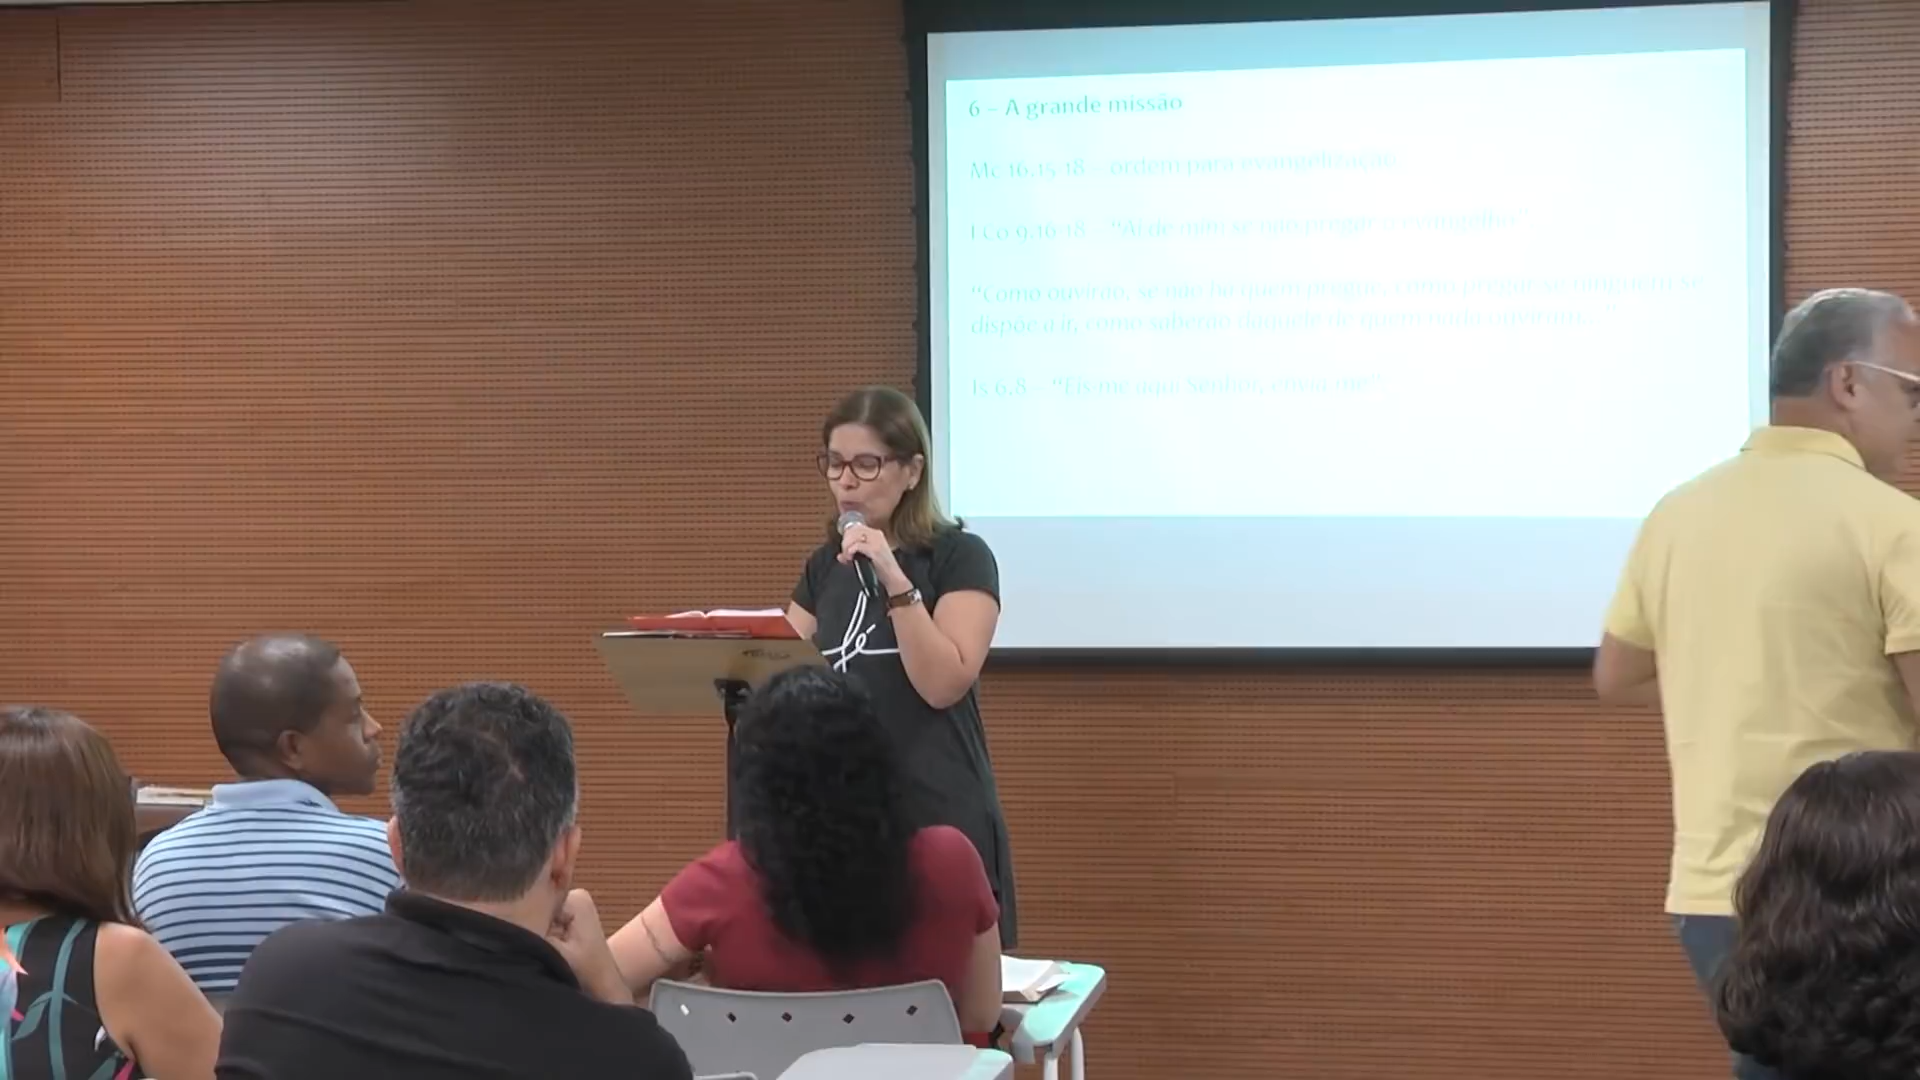 6 – A grande missão
Mc 16.15-18 – ordem para evangelização
I Co 9.16-18 – “Ai de mim se não pregar o evangelho”.
“Como ouvirão, se não há quem pregue, como pregar se ninguém se
dispõe a ir, como saberão daquele de quem nada ouviram...”
Is 6.8 – “Eis-me aqui Senhor, envia-me”
fé